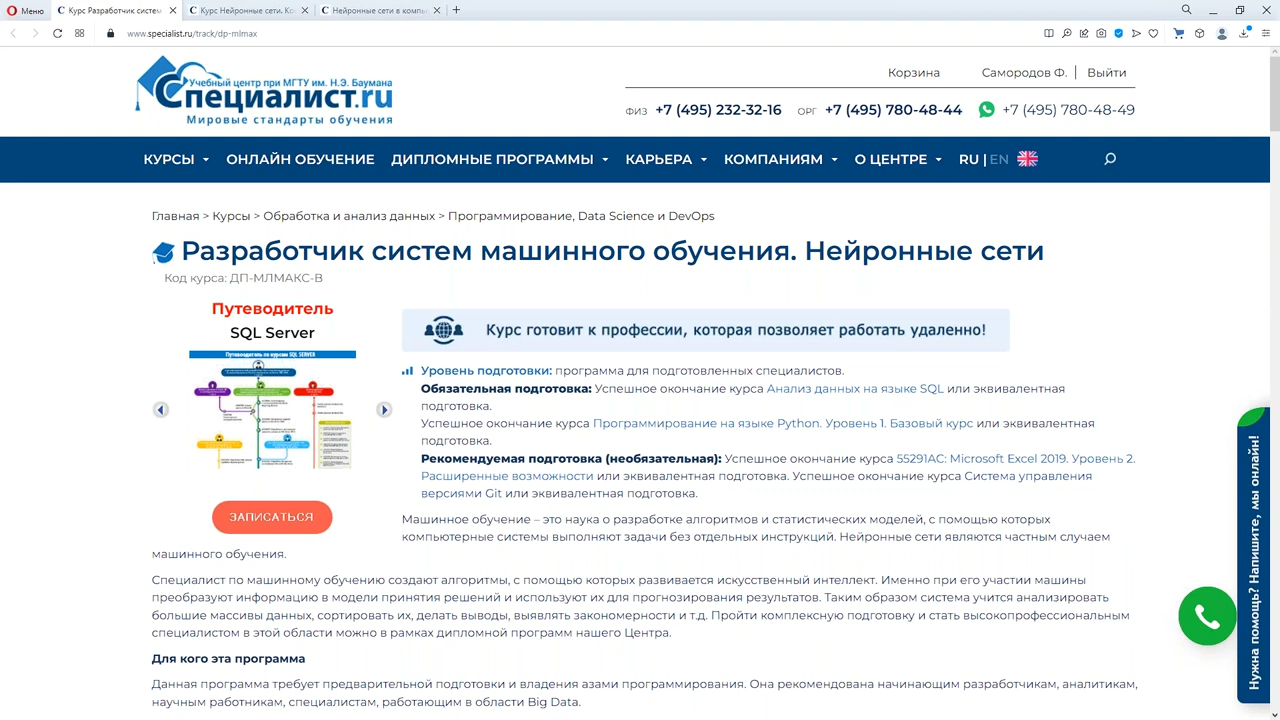 Меню
Курс Разработчик систем
Курс Нейронные сети. Ко
Нейронные сети в компь
www.specialist.ru/track/dp-mlmax
Учебный центр при МГТУ им. Н.Э. Баумана
Специалист.ru
Мировые стандарты обучения
Корзина Самородов Ф. | Выйти
ФИЗ +7 (495) 232-32-16 ОРГ +7 (495) 780-48-44 +7 (495) 780-48-49
КУРСЫ ОНЛАЙН ОБУЧЕНИЕ ДИПЛОМНЫЕ ПРОГРАММЫ КАРЬЕРА КОМПАНИЯМ О ЦЕНТРЕ RU | EN
Главная > Курсы > Обработка и анализ данных > Программирование, Data Science и DevOps
Разработчик систем машинного обучения. Нейронные сети
Код курса: ДП-МЛМАКС-В
Путеводитель
SQL Server
Путеводитель по курсам SQL SERVER
ЗАПИСАТЬСЯ
Курс готовит к профессии, которая позволяет работать удаленно!
Уровень подготовки: программа для подготовленных специалистов.
Обязательная подготовка: Успешное окончание курса Анализ данных на языке SQL или эквивалентная
подготовка.
Успешное окончание курса Программирование на языке Python. Уровень 1. Базовый курс или эквивалентная
подготовка.
Рекомендуемая подготовка (необязательная): Успешное окончание курса 55291AC: Microsoft Excel 2019. Уровень 2.
Расширенные возможности или эквивалентная подготовка. Успешное окончание курса Система управления
версиями Git или эквивалентная подготовка.
Машинное обучение – это наука о разработке алгоритмов и статистических моделей, с помощью которых
компьютерные системы выполняют задачи без отдельных инструкций. Нейронные сети являются частным случаем
машинного обучения.
Специалист по машинному обучению создают алгоритмы, с помощью которых развивается искусственный интеллект. Именно при его участии машины
преобразуют информацию в модели принятия решений и используют их для прогнозирования результатов. Таким образом система учится анализировать
большие массивы данных, сортировать их, делать выводы, выявлять закономерности и т.д. Пройти комплексную подготовку и стать высокопрофессиональным
специалистом в этой области можно в рамках дипломной программ нашего Центра.
Для кого эта программа
Данная программа требует предварительной подготовки и владения азами программирования. Она рекомендована начинающим разработчикам, аналитикам,
научным работникам, специалистам, работающим в области Big Data.
Нужна помощь? Напишите, мы онлайн!